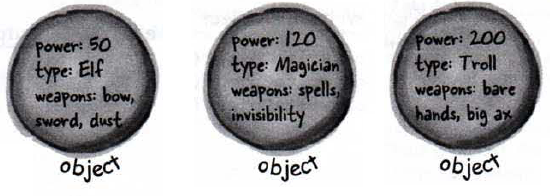 power: 50
type: Elf
weapons: bow,
sword, dust
object
power: 120
type: Magician
weapons: spells,
invisibility
object
power: 200
type: Troll
weapons: bare
hands, big ax
object